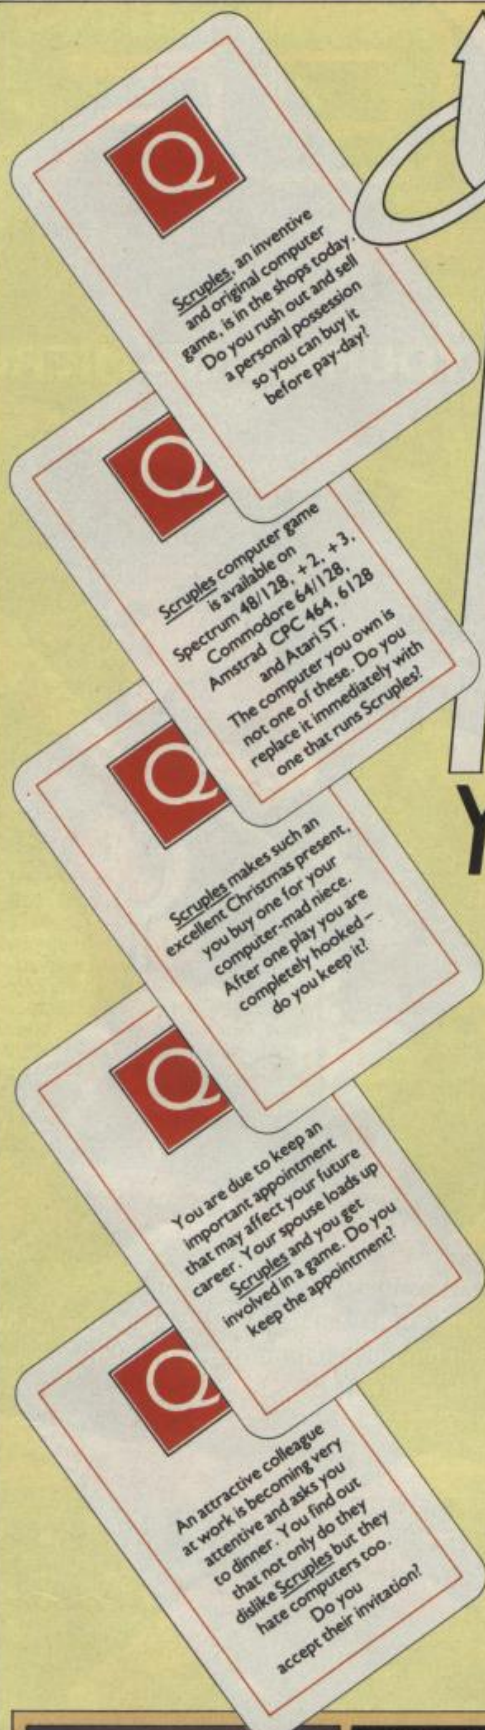 Q
Scruples, an inventive
and original computer
game, is in the shops today.
Do you rush out and sell
a personal possession
so you can buy it
before pay-day?
Q
Scruples computer game
is available on
Spectrum 48/128, +2, +3,
Commodore 64/128,
Amstrad CPC 464, 6128
and Atari ST.
The computer you own is
not one of these. Do you
replace it immediately with
one that runs Scruples?
Q
Scruples makes such an
excellent Christmas present,
you buy one for your
computer-mad niece.
After one play you are
completely hooked –
do you keep it?
Q
You are due to keep an
important appointment
that may affect your future
career. Your spouse loads up
Scruples and you get
involved in a game. Do you
keep the appointment?
Q
An attractive colleague
at work is becoming very
attentive and asks you
to dinner. You find out
that not only do they
dislike Scruples but they
hate computers too.
Do you
accept their invitation?